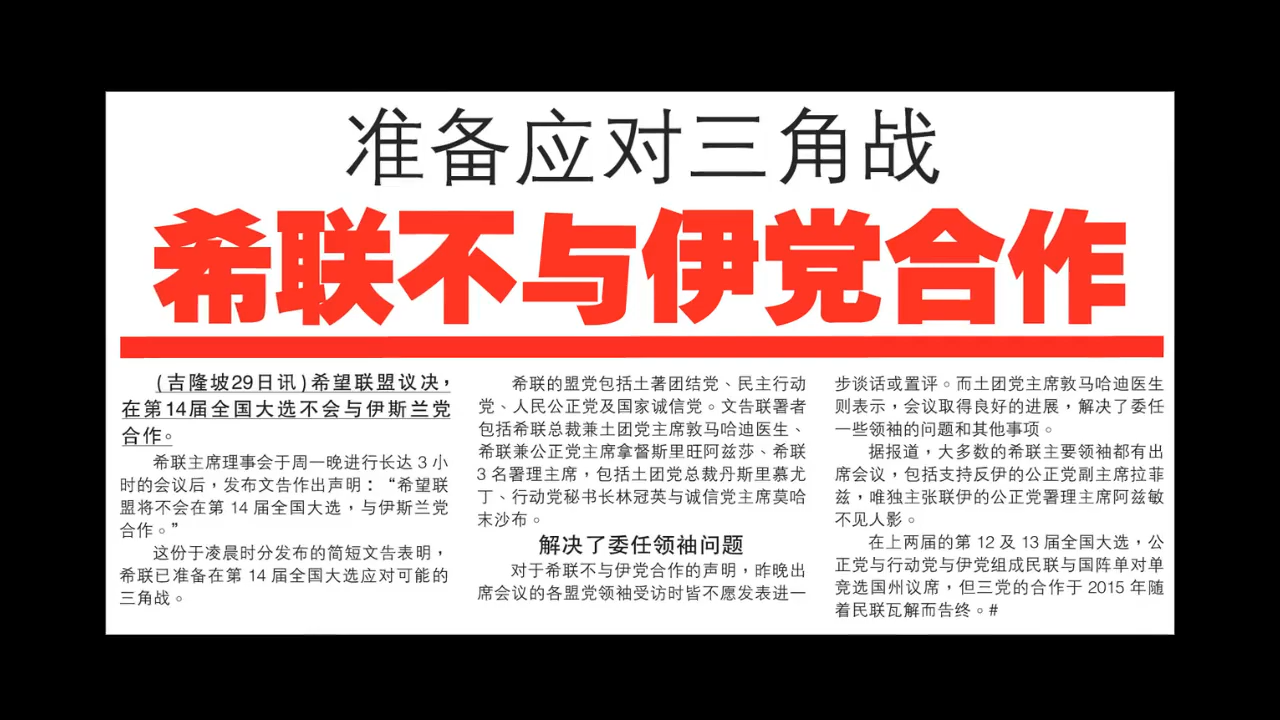 准备应对三角战
希联不与伊党合作
(吉隆坡29日讯)希望联盟议决，
在第14届全国大选不会与伊斯兰党
合作。
希联主席理事会于周一晚进行长达 3 小
时的会议后，发布文告作出声明：“希望联
盟将不会在第 14 届全国大选，与伊斯兰党
合作。”
这份于凌晨时分发布的简短文告表明，
希联已准备在第 14 届全国大选应对可能的
三角战。
希联的盟党包括土著团结党、民主行动
党、人民公正党及国家诚信党。文告联署者
包括希联总裁兼土团党主席敦马哈迪医生、
希联兼公正党主席拿督斯里旺阿兹莎、希联
3 名署理主席，包括土团党总裁丹斯里慕尤
丁、行动党秘书长林冠英与诚信党主席莫哈
末沙布。
解决了委任领袖问题
对于希联不与伊党合作的声明，昨晚出
席会议的各盟党领袖受访时皆不愿发表进一
步谈话或置评。而土团党主席敦马哈迪医生
则表示，会议取得良好的进展，解决了委任
一些领袖的问题和其他事项。
据报道，大多数的希联主要领袖都有出
席会议，包括支持反伊的公正党副主席拉菲
兹，唯独主张联伊的公正党署理主席阿兹敏
不见人影。
在上两届的第 12 及 13 届全国大选，公
正党与行动党与伊党组成民联与国阵单对单
竞选国州议席，但三党的合作于 2015 年随
着民联瓦解而告终。#